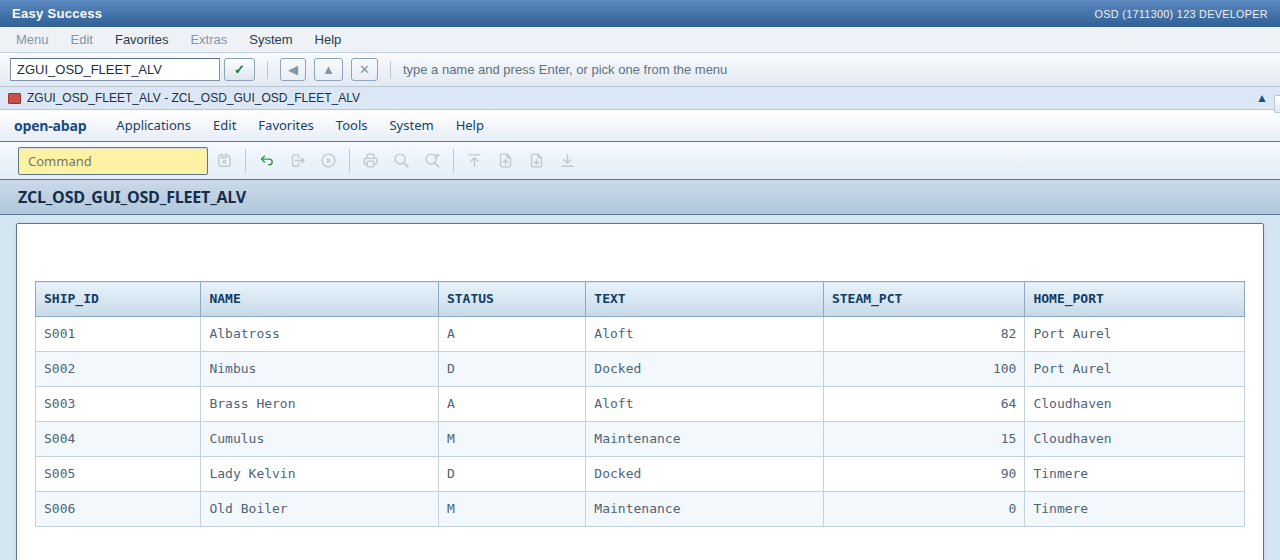 Easy Success OSD (1711300) 123 DEVELOPER
Menu Edit Favorites Extras System Help
ZGUI_OSD_FLEET_ALV type a name and press Enter, or pick one from the menu
ZGUI_OSD_FLEET_ALV - ZCL_OSD_GUI_OSD_FLEET_ALV
open-abap Applications Edit Favorites Tools System Help
Command
ZCL_OSD_GUI_OSD_FLEET_ALV
SHIP_ID NAME STATUS TEXT STEAM_PCT HOME_PORT
S001 Albatross A Aloft 82 Port Aurel
S002 Nimbus D Docked 100 Port Aurel
S003 Brass Heron A Aloft 64 Cloudhaven
S004 Cumulus M Maintenance 15 Cloudhaven
S005 Lady Kelvin D Docked 90 Tinmere
S006 Old Boiler M Maintenance 0 Tinmere